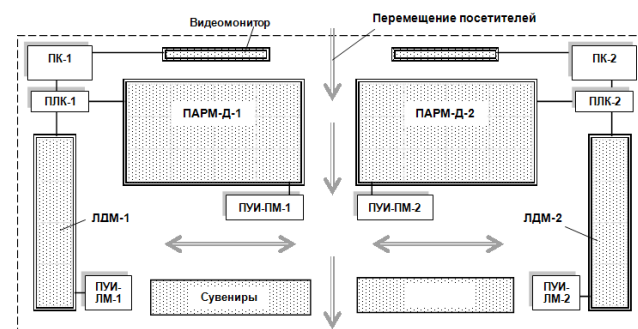 Видеомонитор
Перемещение посетителей
ПК-1
ПК-2
ПЛК-1
ПЛК-2
ПАРМ-Д-1
ПАРМ-Д-2
ПУИ-ПМ-1
ПУИ-ПМ-2
ЛДМ-1
ЛДМ-2
ПУИ-
ЛМ-1
Сувениры
ПУИ-
ЛМ-2